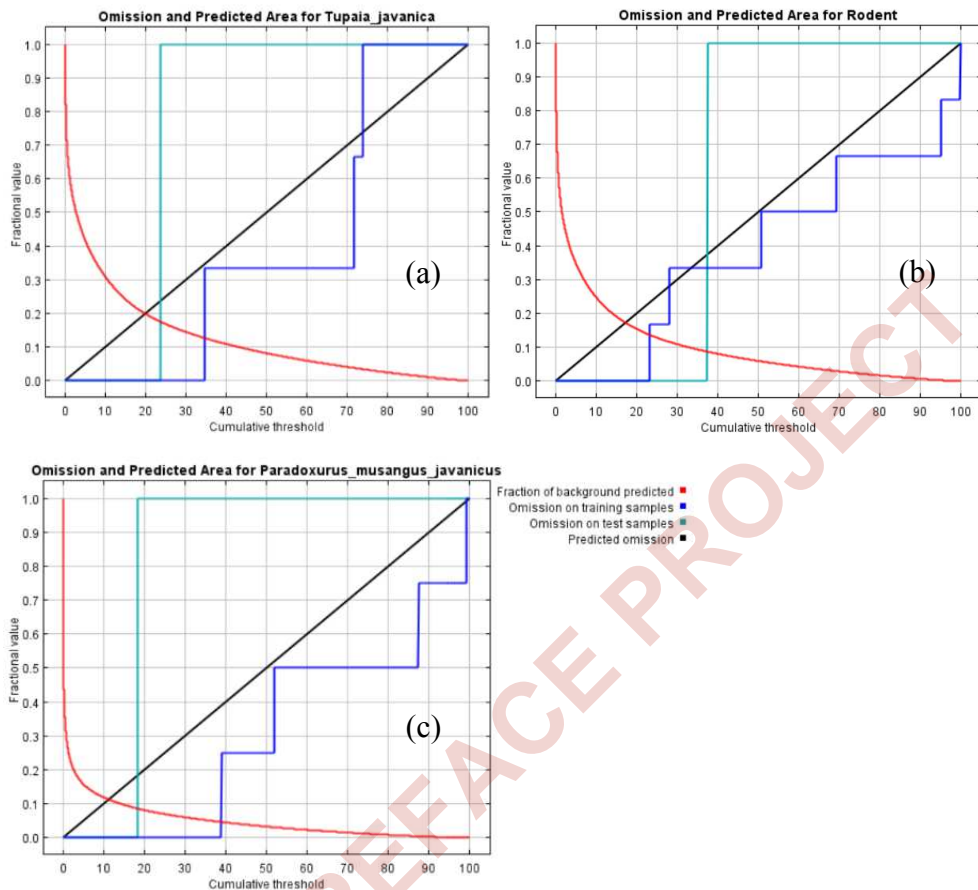 Omission and Predicted Area for Tupaia_javanica
1.0
0.9
0.8
0.7
0.6
0.5
0.4
0.3
0.2
0.1
0.0
Fractional value
(a)
0 10 20 30 40 50 60 70 80 90 100
Cumulative threshold
Omission and Predicted Area for Rodent
1.0
0.9
0.8
0.7
0.6
0.5
0.4
0.3
0.2
0.1
0.0
Fractional value
(b)
0 10 20 30 40 50 60 70 80 90 100
Cumulative threshold
Omission and Predicted Area for Paradoxurus_musangus_javanicus
1.0
0.9
0.8
0.7
0.6
0.5
0.4
0.3
0.2
0.1
0.0
Fractional value
(c)
0 10 20 30 40 50 60 70 80 90 100
Cumulative threshold
Fraction of background predicted
Omission on training samples
Omission on test samples
Predicted omission
REFACE PROJECT